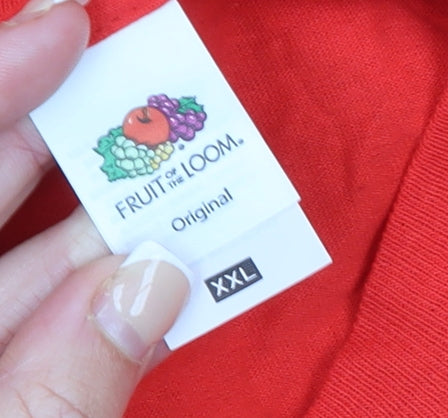 FRUIT OF THE LOOM®
Original
XXL